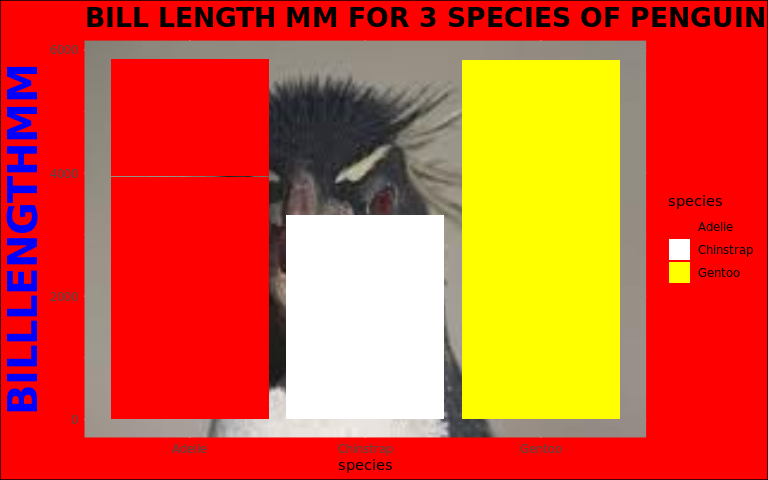 BILL LENGTH MM FOR 3 SPECIES OF PENGUIN
BILLLENGTHMM
6000
4000
2000
0
Adelie
Chinstrap
Gentoo
species
species
Adelie
Chinstrap
Gentoo